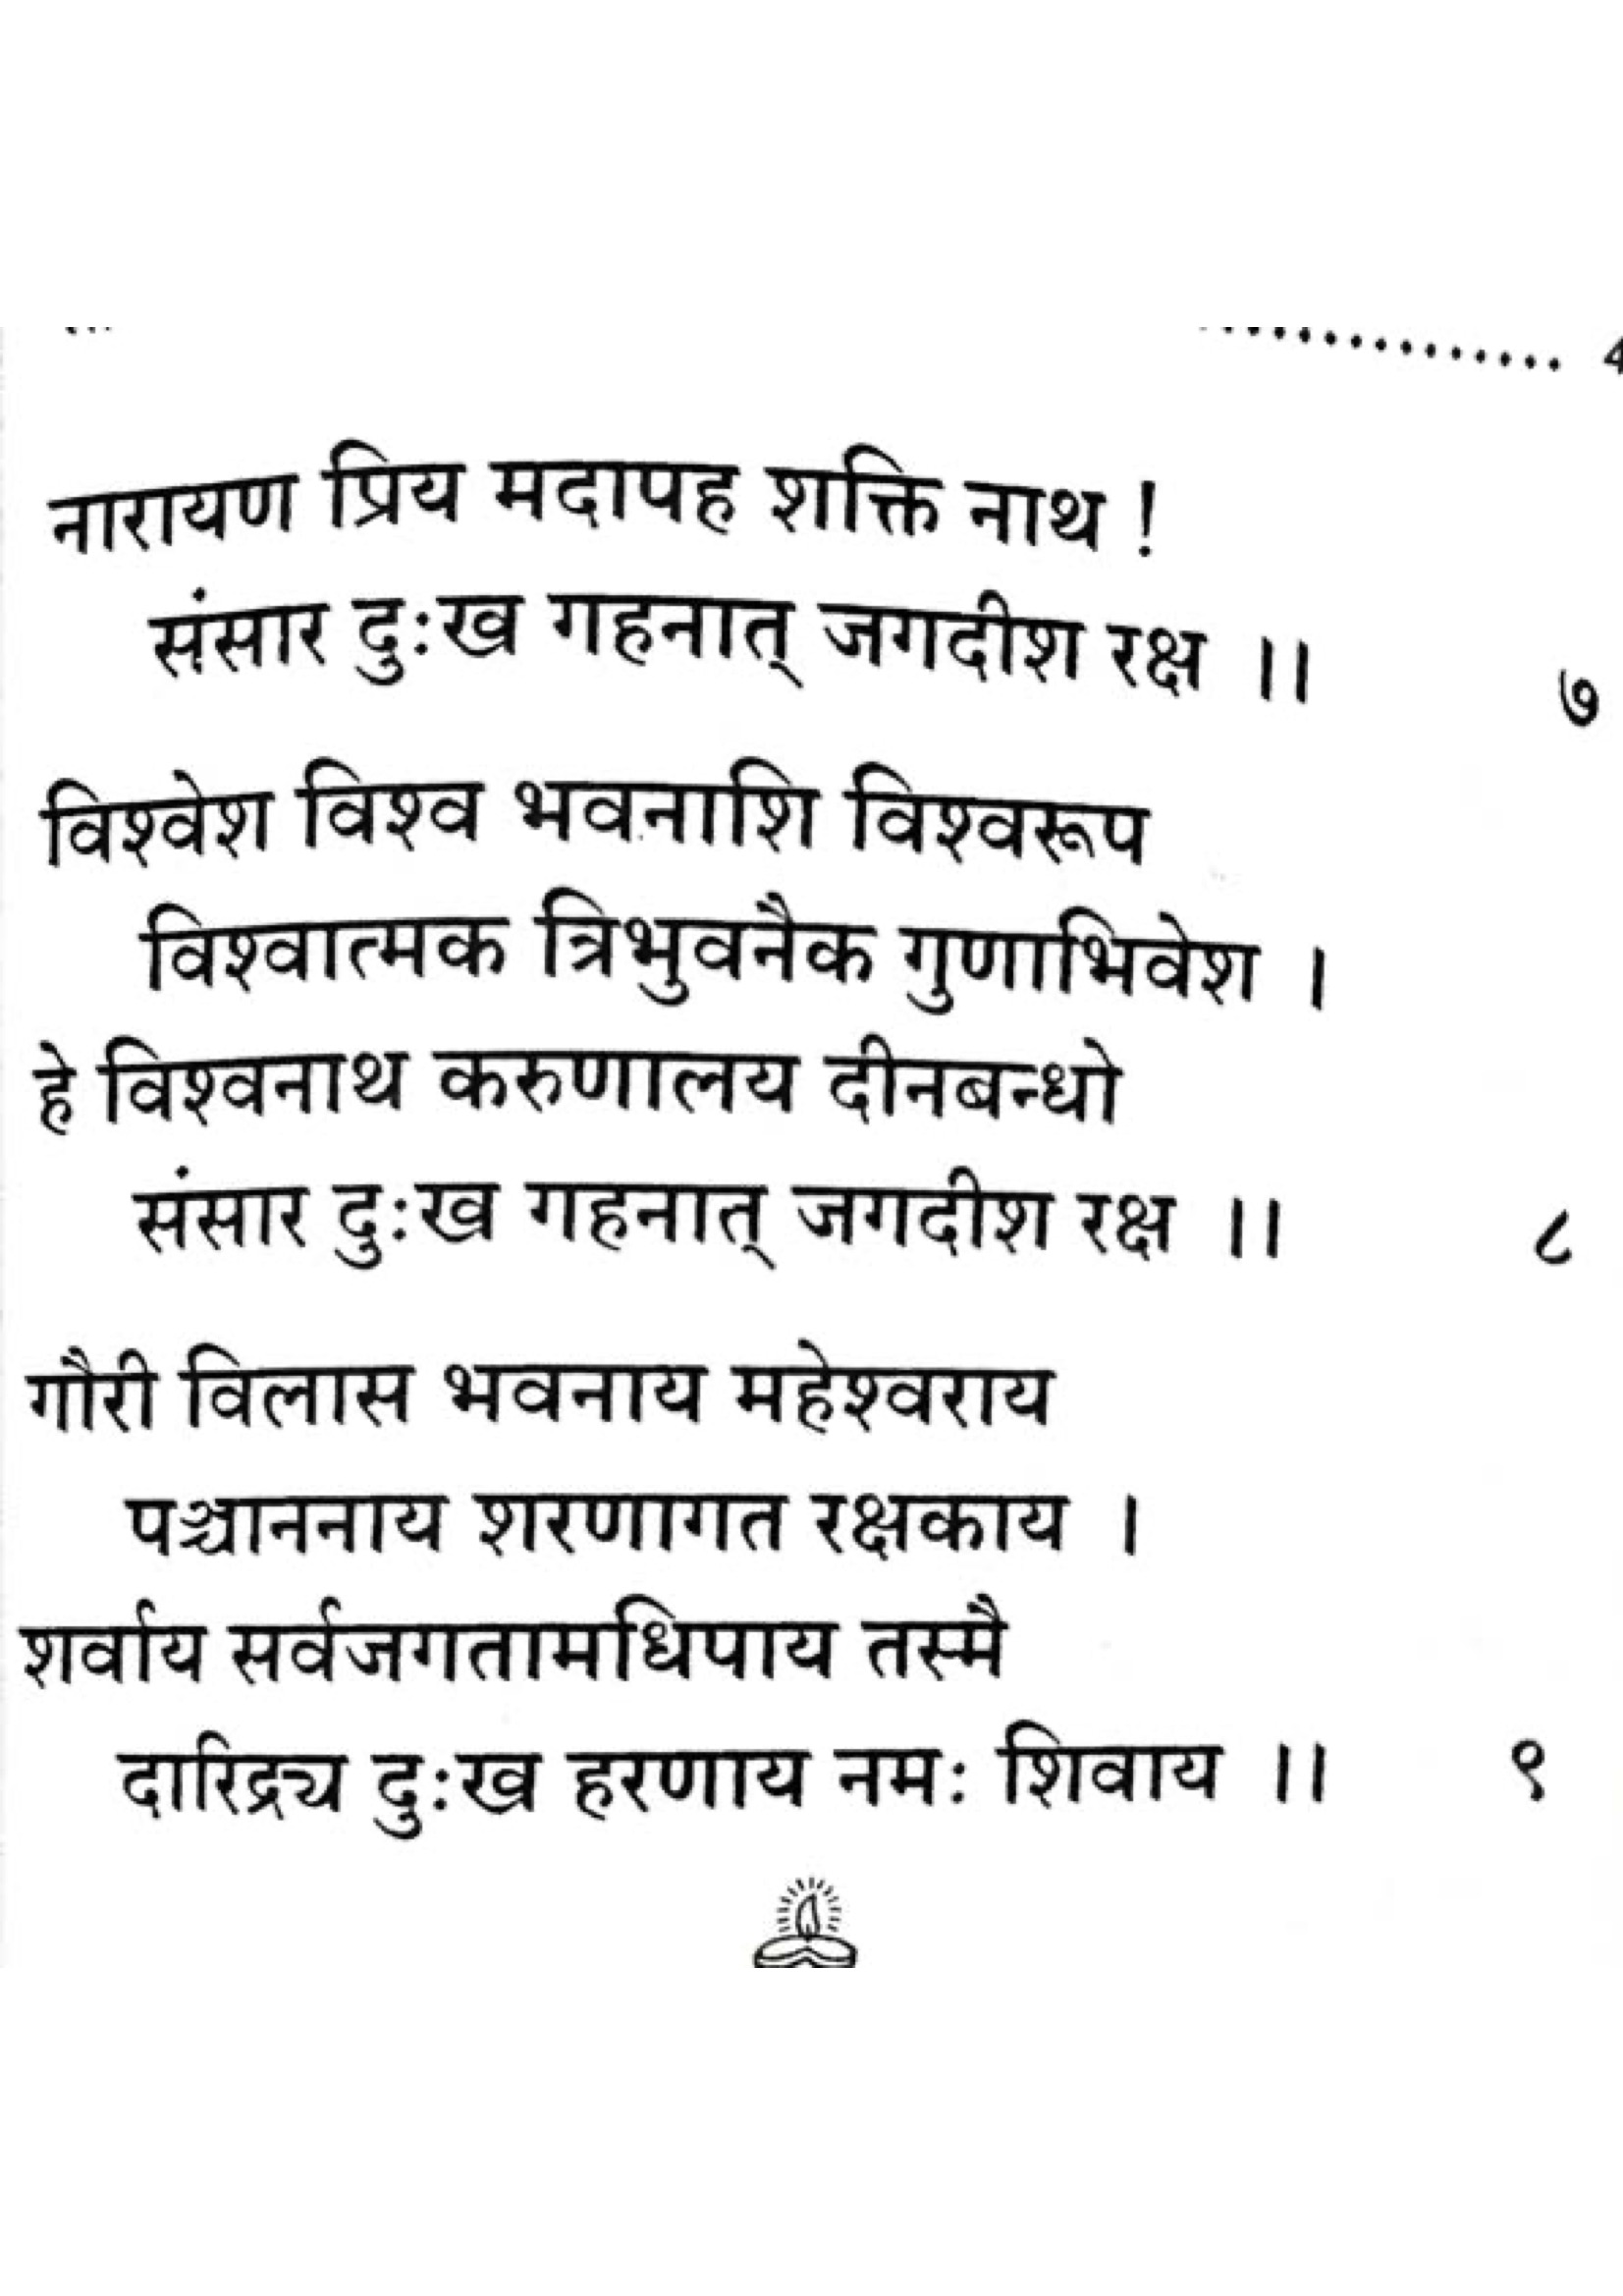 नारायण प्रिय मदापह शक्ति नाथ !
संसार दुःख गहनात् जगदीश रक्ष ।। ७
विश्वेश विश्व भवनाशि विश्वरूप
विश्वात्मक त्रिभुवनैक गुणाभिवेश ।
हे विश्वनाथ करुणालय दीनबन्धो
संसार दुःख गहनात् जगदीश रक्ष ।। ८
गौरी विलास भवनाय महेश्वराय
पञ्चाननाय शरणागत रक्षकाय ।
शर्वाय सर्वजगतामधिपाय तस्मै
दारिद्र्य दुःख हरणाय नमः शिवाय ।। ९